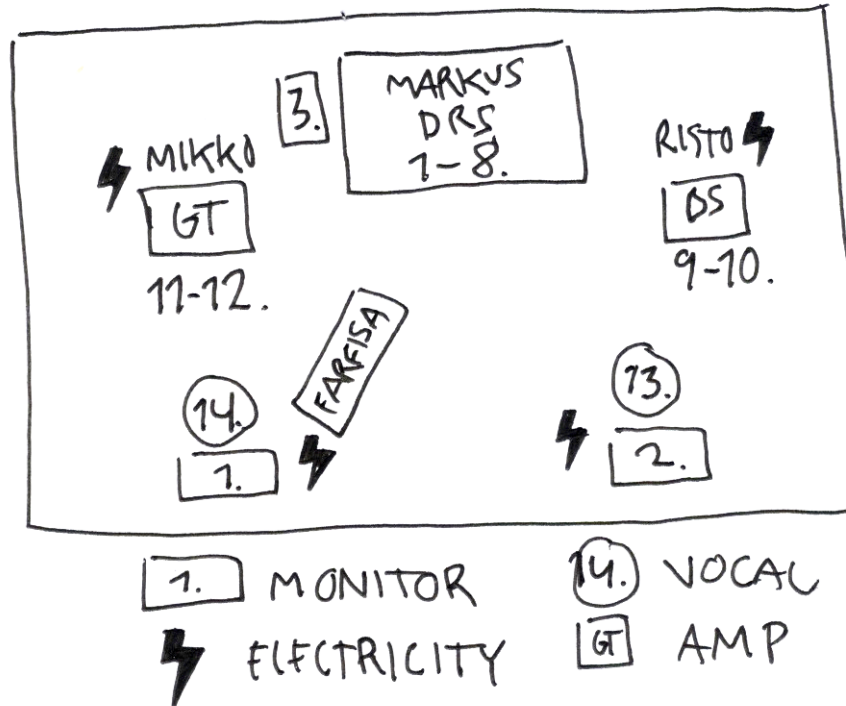 3.
MARKUS
DRS
1-8.
MIKKO
GT
11-12.
RISTO
BS
9-10.
FARFISA
14.
1.
13.
2.
1. MONITOR
14. VOCAL
ELECTRICITY
GT AMP